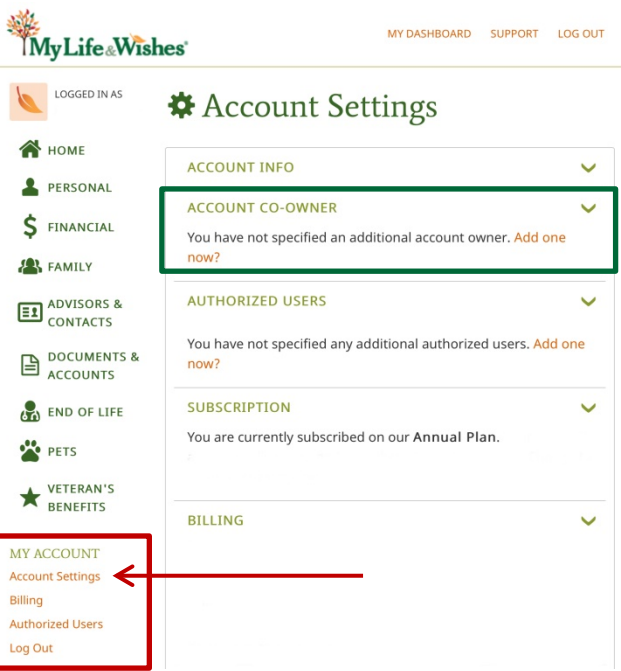 My Life & Wishes®
MY DASHBOARD SUPPORT LOG OUT
LOGGED IN AS
Account Settings
HOME
PERSONAL
FINANCIAL
FAMILY
ADVISORS &
CONTACTS
DOCUMENTS &
ACCOUNTS
END OF LIFE
PETS
VETERAN'S
BENEFITS
MY ACCOUNT
Account Settings
Billing
Authorized Users
Log Out
ACCOUNT INFO
ACCOUNT CO-OWNER
You have not specified an additional account owner. Add one
now?
AUTHORIZED USERS
You have not specified any additional authorized users. Add one
now?
SUBSCRIPTION
You are currently subscribed on our Annual Plan.
BILLING